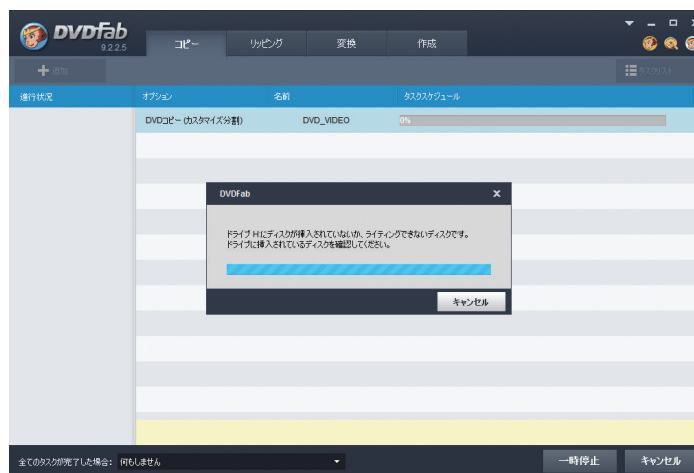 DVDFab
9.2.2.5
コピー
リッピング
変換
作成
追加
タスクリスト
進行状況
オプション
名前
タスクスケジュール
DVDコピー (カスタマイズ分割)
DVD_VIDEO
0%
DVDFab
ドライブ H:にディスクが挿入されていないか、ライティングできないディスクです。
ドライブに挿入されているディスクを確認してください。
キャンセル
全てのタスクが完了した場合:
何もしません
一時停止
キャンセル